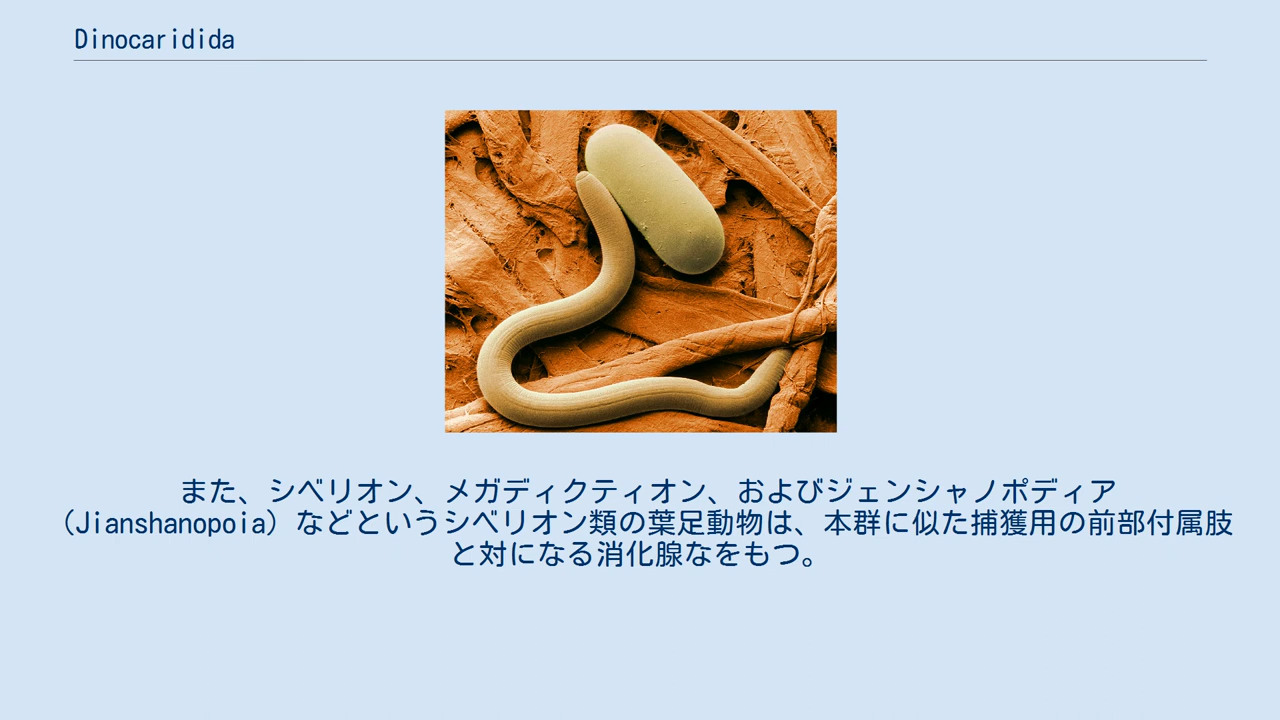 Dinocaridida
また、シベリオン、メガディクティオン、およびジェンシャノポディア
（Jianshanopoia）などというシベリオン類の葉足動物は、本群に似た捕獲用の前部付属肢
と対になる消化腺なをもつ。